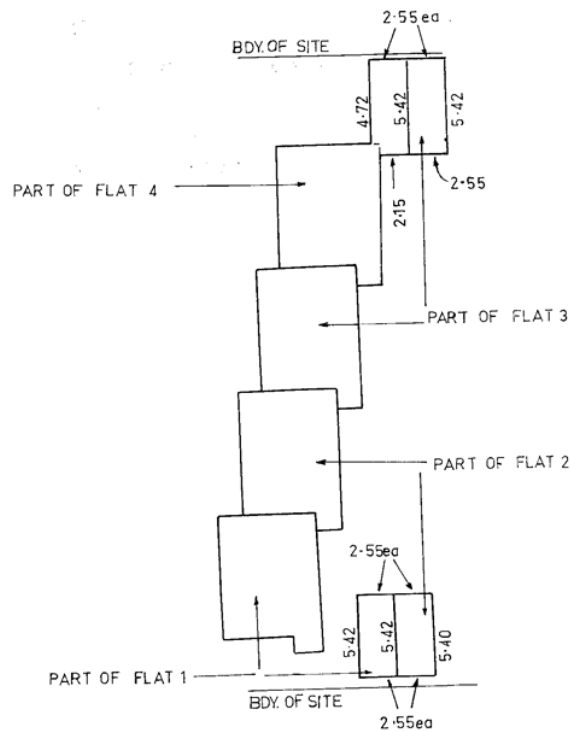 2·55ea.
BDY. OF SITE
4·72
5·42
5·42
PART OF FLAT 4
2·15
2·55
PART OF FLAT 3
PART OF FLAT 2
2·55ea
5·42
5·42
5·40
PART OF FLAT 1
BDY. OF SITE
2·55ea